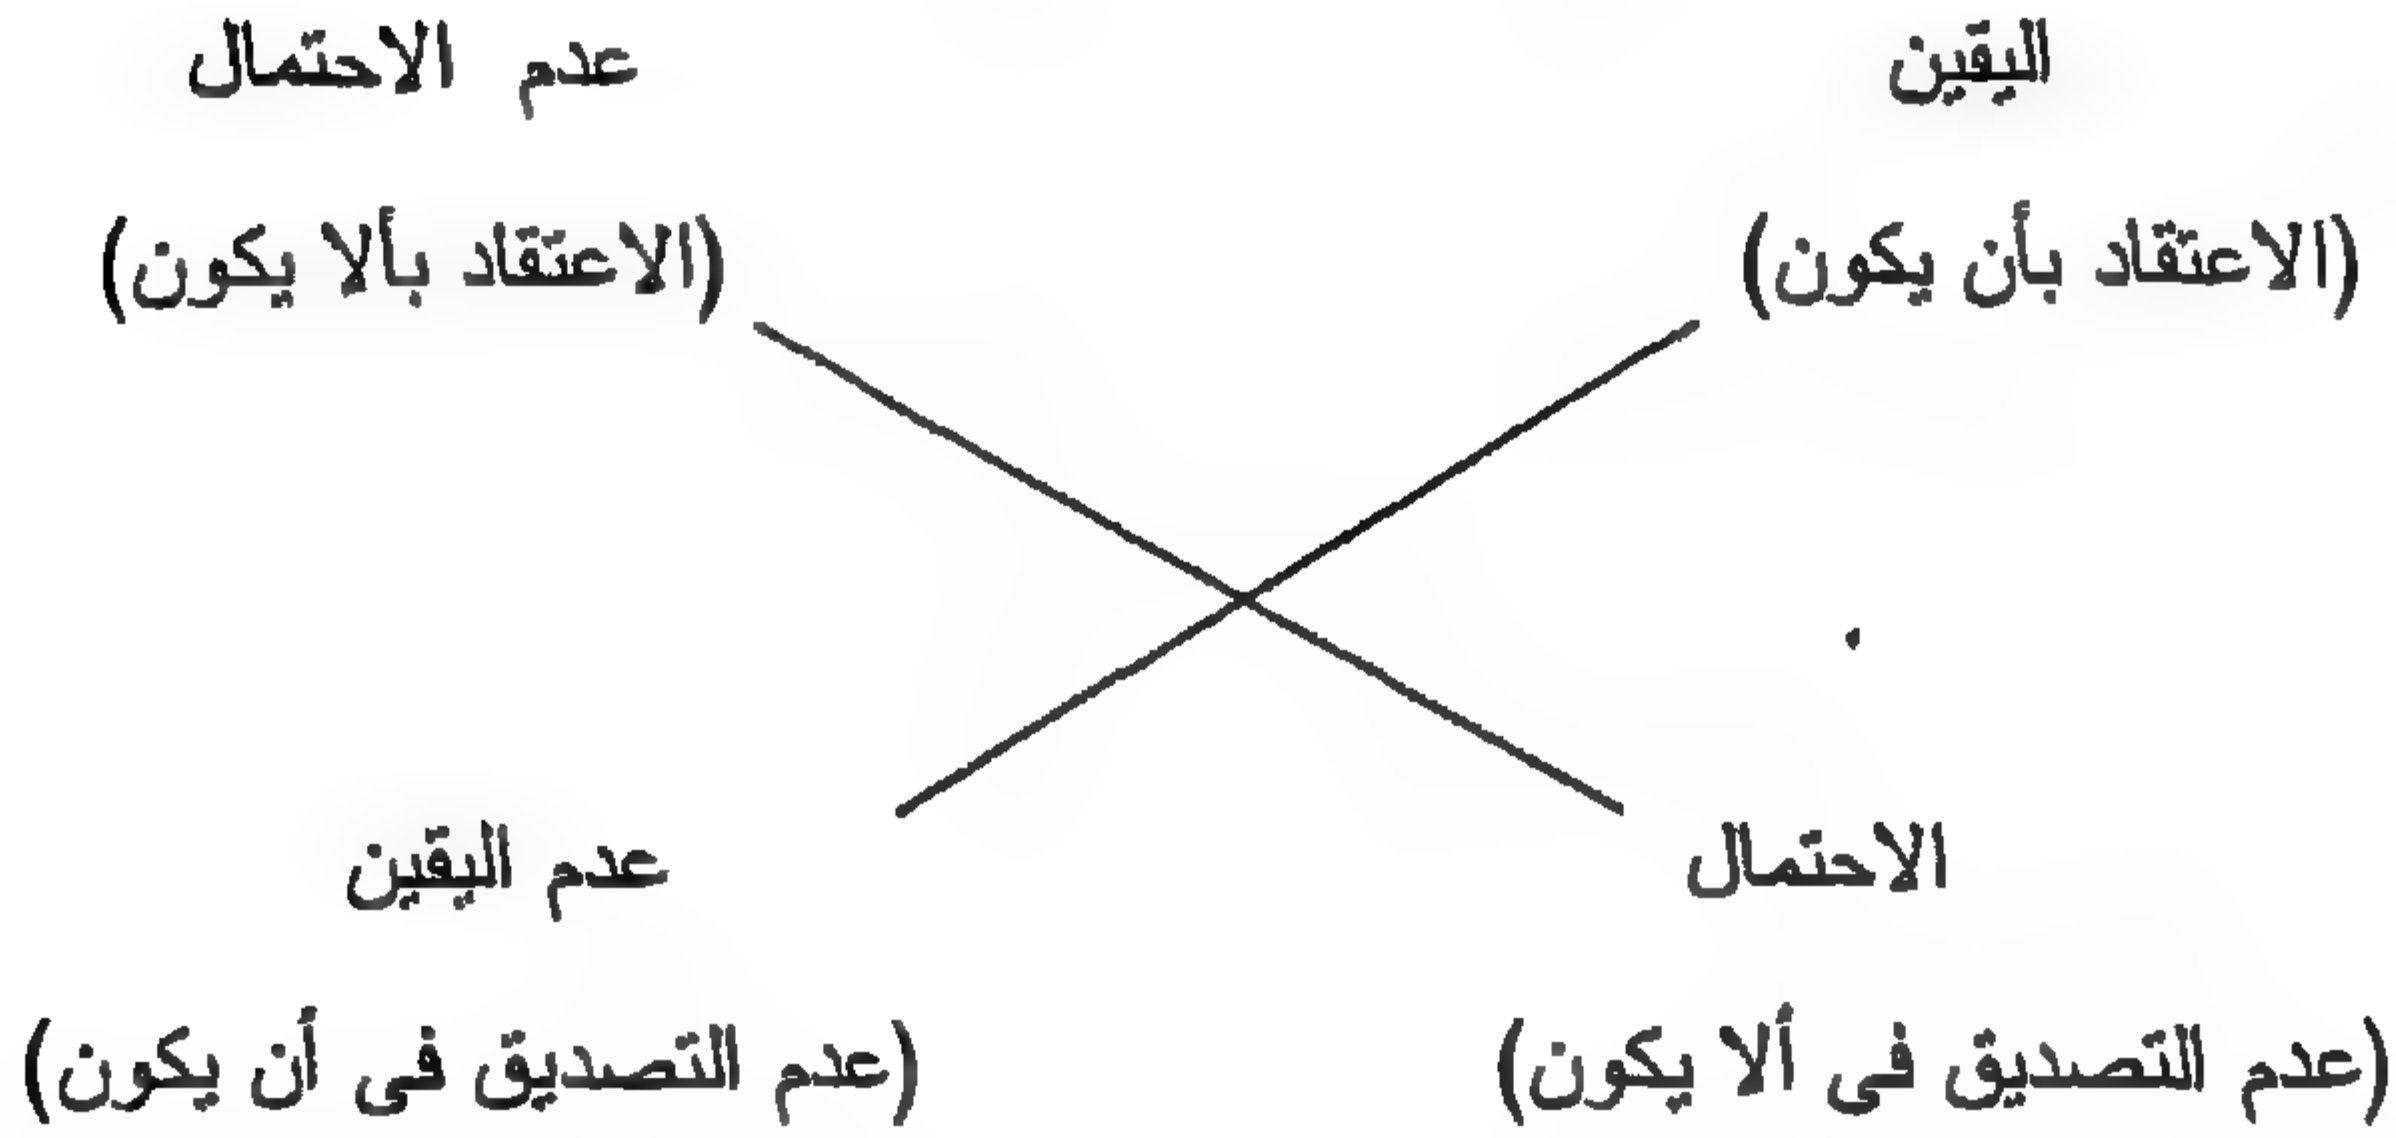 اليقين
عدم الاحتمال
(الاعتقاد بأن يكون)
(الاعتقاد بألا يكون)
الاحتمال
عدم اليقين
(عدم التصديق فى ألا يكون)
(عدم التصديق فى أن يكون)